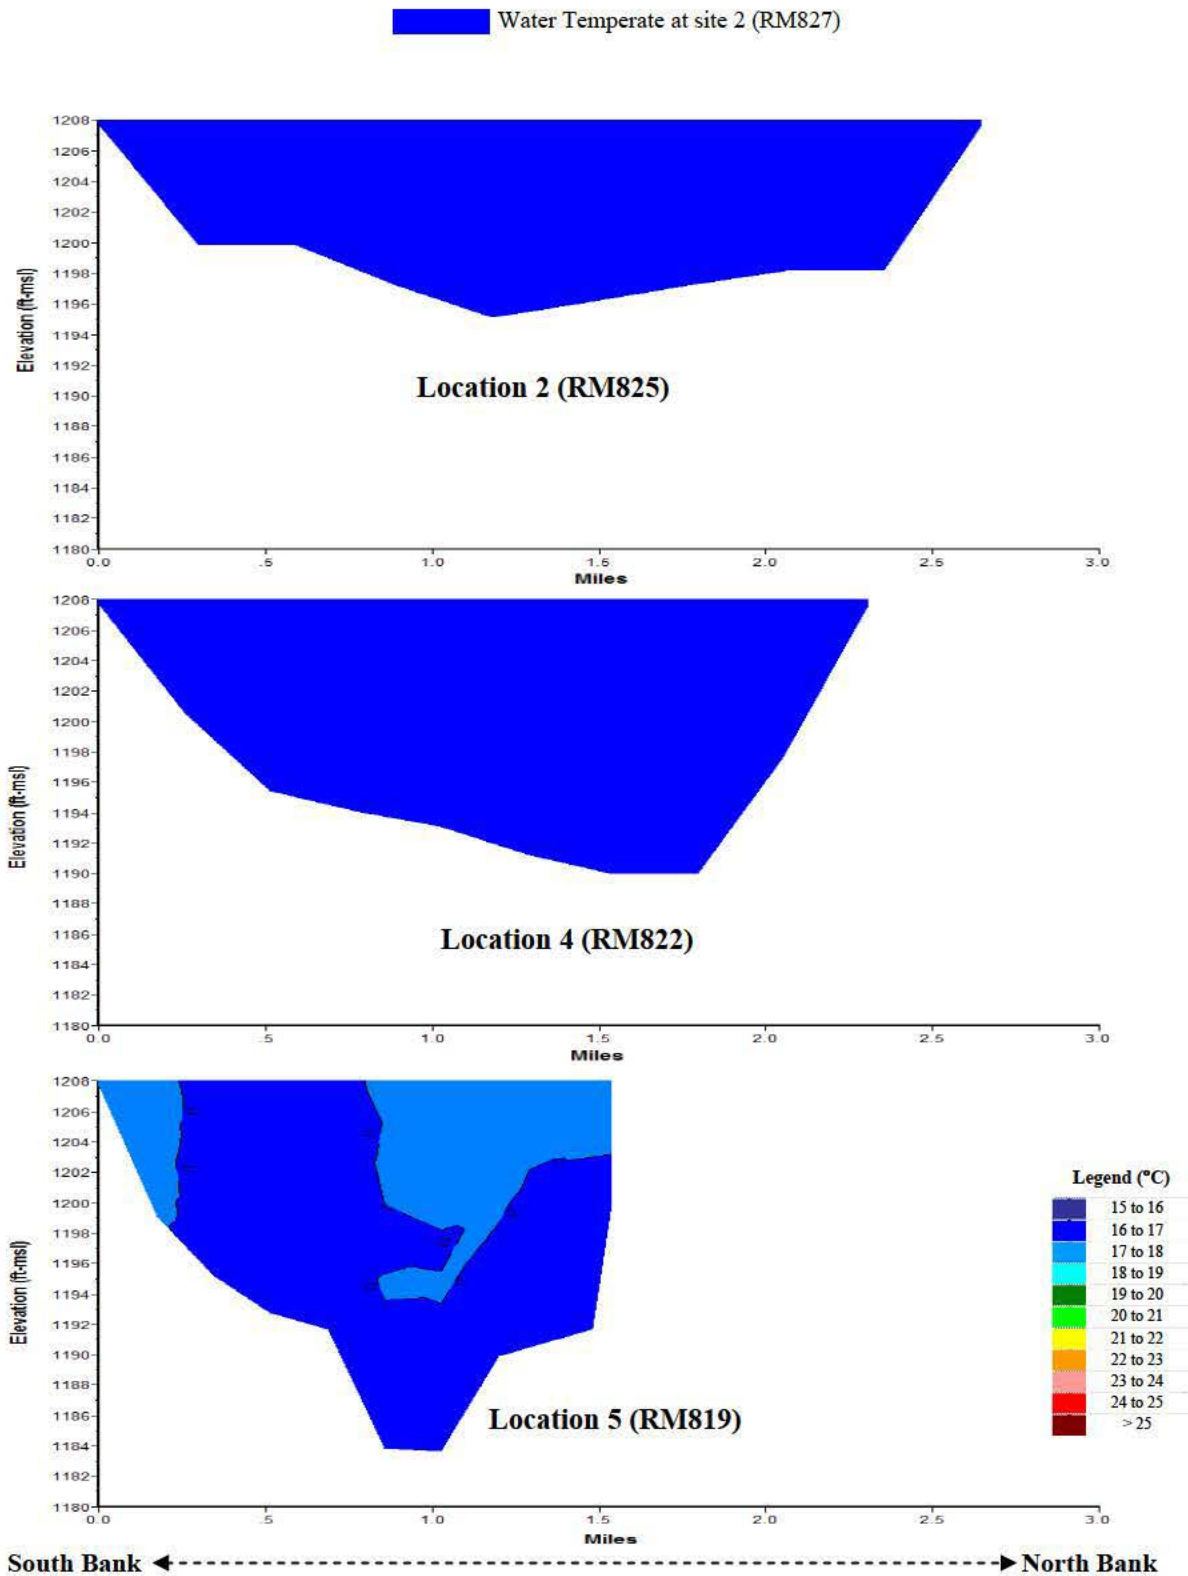 Water Temperate at site 2 (RM827)
1208
1206
1204
1202
1200
1198
1196
1194
1192
1190
1188
1186
1184
1182
1180
Elevation (ft-msl)
Location 2 (RM825)
0.0 .5 1.0 1.5 2.0 2.5 3.0
Miles
1208
1206
1204
1202
1200
1198
1196
1194
1192
1190
1188
1186
1184
1182
1180
Elevation (ft-msl)
Location 4 (RM822)
0.0 .5 1.0 1.5 2.0 2.5 3.0
Miles
1208
1206
1204
1202
1200
1198
1196
1194
1192
1190
1188
1186
1184
1182
1180
Elevation (ft-msl)
Location 5 (RM819)
0.0 .5 1.0 1.5 2.0 2.5 3.0
Miles
Legend (°C)
15 to 16
16 to 17
17 to 18
18 to 19
19 to 20
20 to 21
21 to 22
22 to 23
23 to 24
24 to 25
> 25
South Bank North Bank